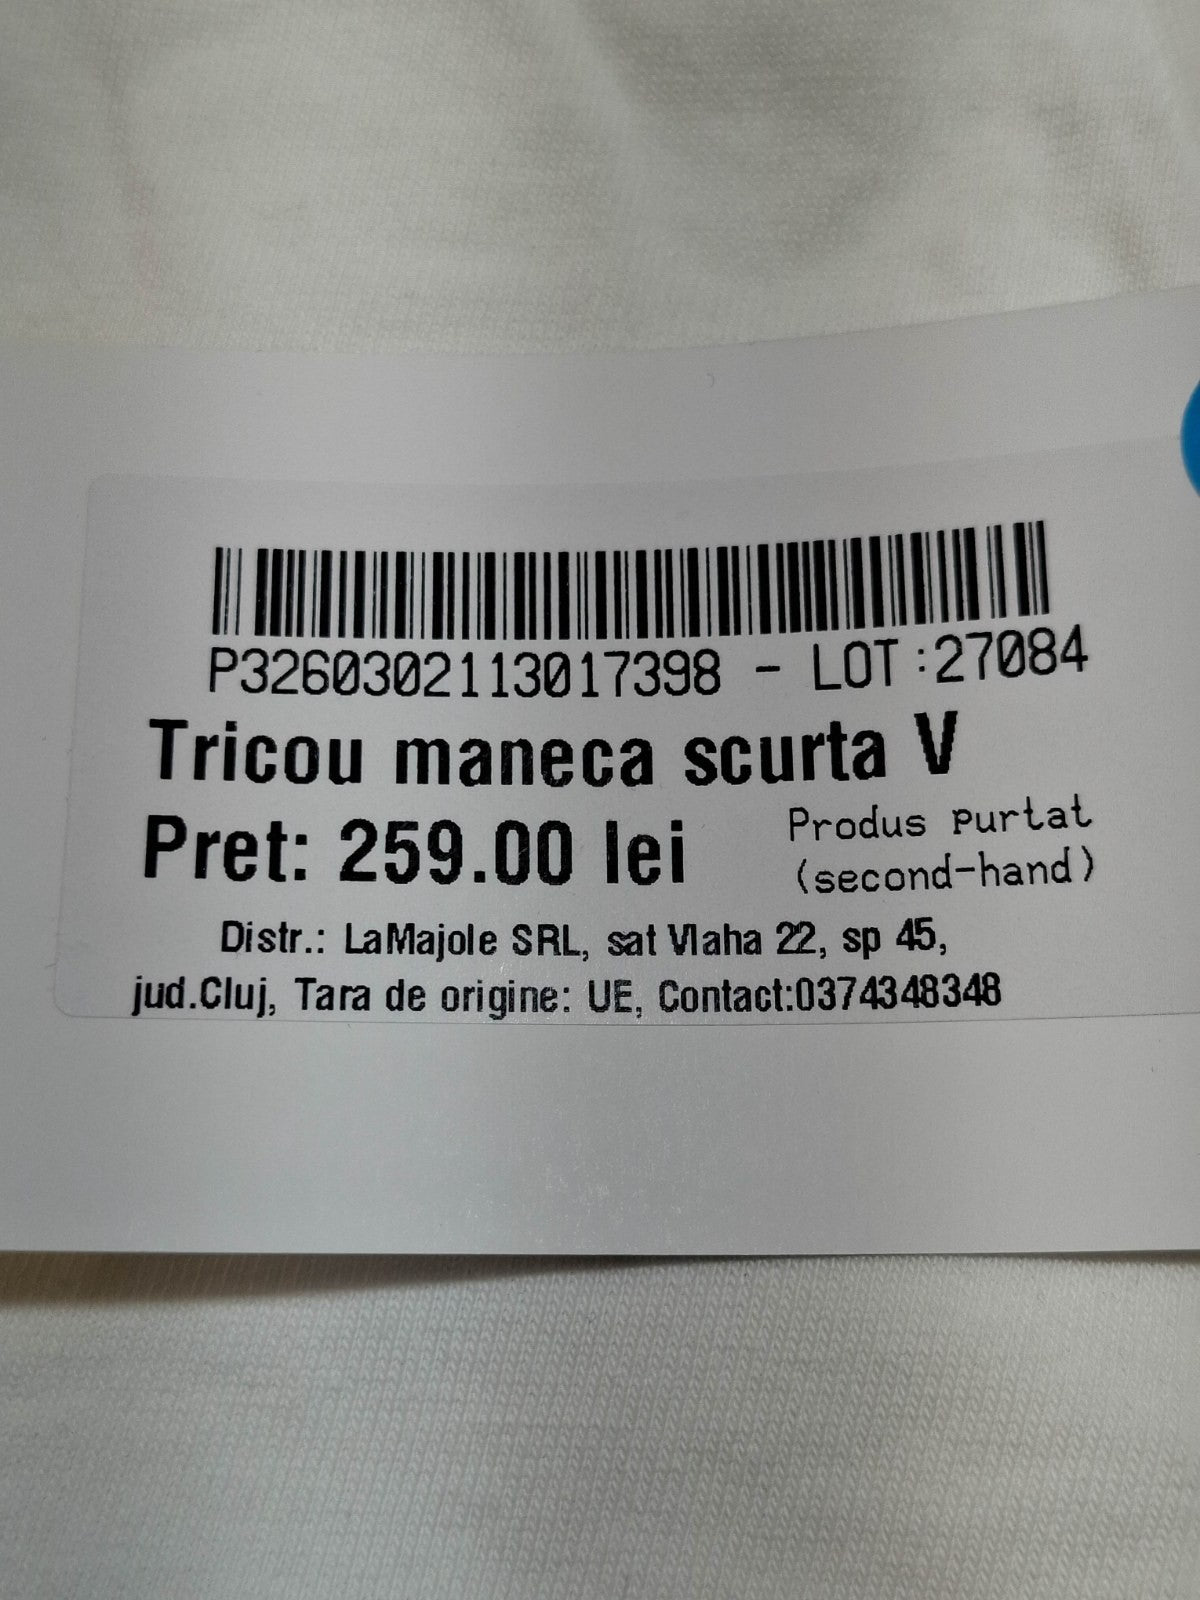 P3260302113017398 - LOT:27084
Tricou maneca scurta V
Pret: 259.00 lei
Produs purtat
(second-hand)
Distr.: LaMajole SRL, sat Vlaha 22, sp 45,
jud.Cluj, Tara de origine: UE, Contact:0374348348